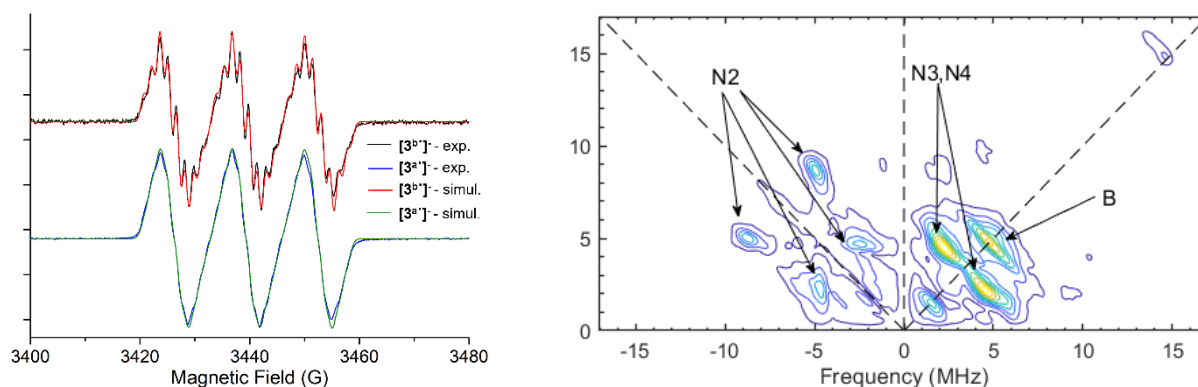 [3ᵇ˙]⁻ - exp.
[3ᵃ˙]⁻ - exp.
[3ᵇ˙]⁻ - simul.
[3ᵃ˙]⁻ - simul.
3400 3420 3440 3460 3480
Magnetic Field (G)
15
10
5
0
N2
N3,N4
B
-15 -10 -5 0 5 10 15
Frequency (MHz)